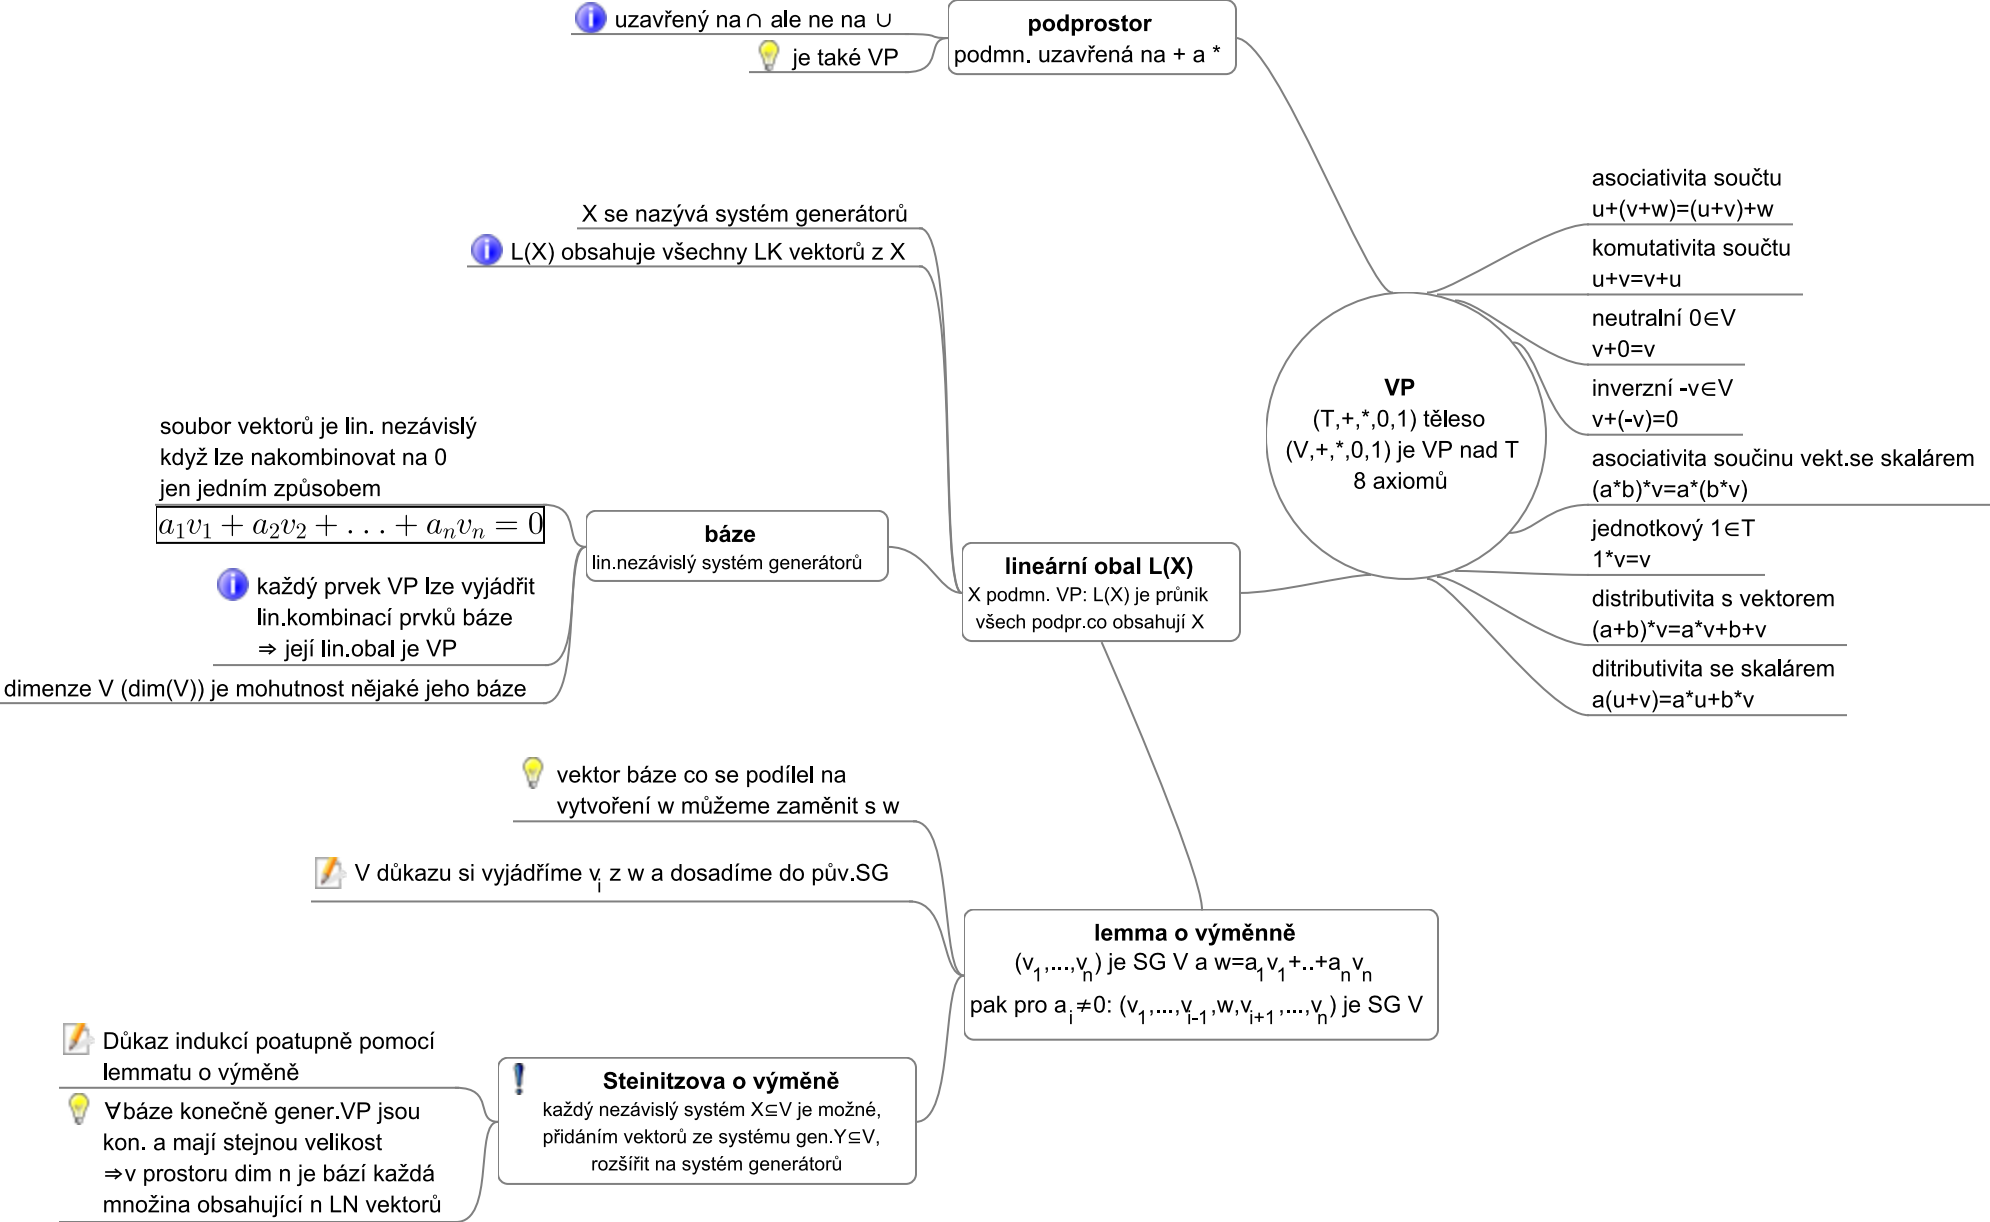 uzavřený na ∩ ale ne na ∪
je také VP
podprostor
podmn. uzavřená na + a *
X se nazývá systém generátorů
L(X) obsahuje všechny LK vektorů z X
asociativita součtu
u+(v+w)=(u+v)+w
komutativita součtu
u+v=v+u
neutralní 0∈V
v+0=v
inverzní -v∈V
v+(-v)=0
asociativita součinu vekt.se skalárem
(a*b)*v=a*(b*v)
jednotkový 1∈T
1*v=v
distributivita s vektorem
(a+b)*v=a*v+b+v
ditributivita se skalárem
a(u+v)=a*u+b*v
VP
(T,+,*,0,1) těleso
(V,+,*,0,1) je VP nad T
8 axiomů
soubor vektorů je lin. nezávislý
když lze nakombinovat na 0
jen jedním způsobem
a₁v₁ + a₂v₂ + . . . + aₙvₙ = 0
každý prvek VP lze vyjádřit
lin.kombinací prvků báze
⇒ její lin.obal je VP
dimenze V (dim(V)) je mohutnost nějaké jeho báze
báze
lin.nezávislý systém generátorů
lineární obal L(X)
X podmn. VP: L(X) je průnik
všech podpr.co obsahují X
vektor báze co se podílel na
vytvoření w můžeme zaměnit s w
V důkazu si vyjádříme vᵢ z w a dosadíme do pův.SG
lemma o výměnně
(v₁,...,vₙ) je SG V a w=a₁v₁+..+aₙvₙ
pak pro aᵢ≠0: (v₁,...,vᵢ₋₁,w,vᵢ₊₁,...,vₙ) je SG V
Důkaz indukcí poatupně pomocí
lemmatu o výměně
∀báze konečně gener.VP jsou
kon. a mají stejnou velikost
⇒v prostoru dim n je bází každá
množina obsahující n LN vektorů
Steinitzova o výměně
každý nezávislý systém X⊆V je možné,
přidáním vektorů ze systému gen.Y⊆V,
rozšířit na systém generátorů